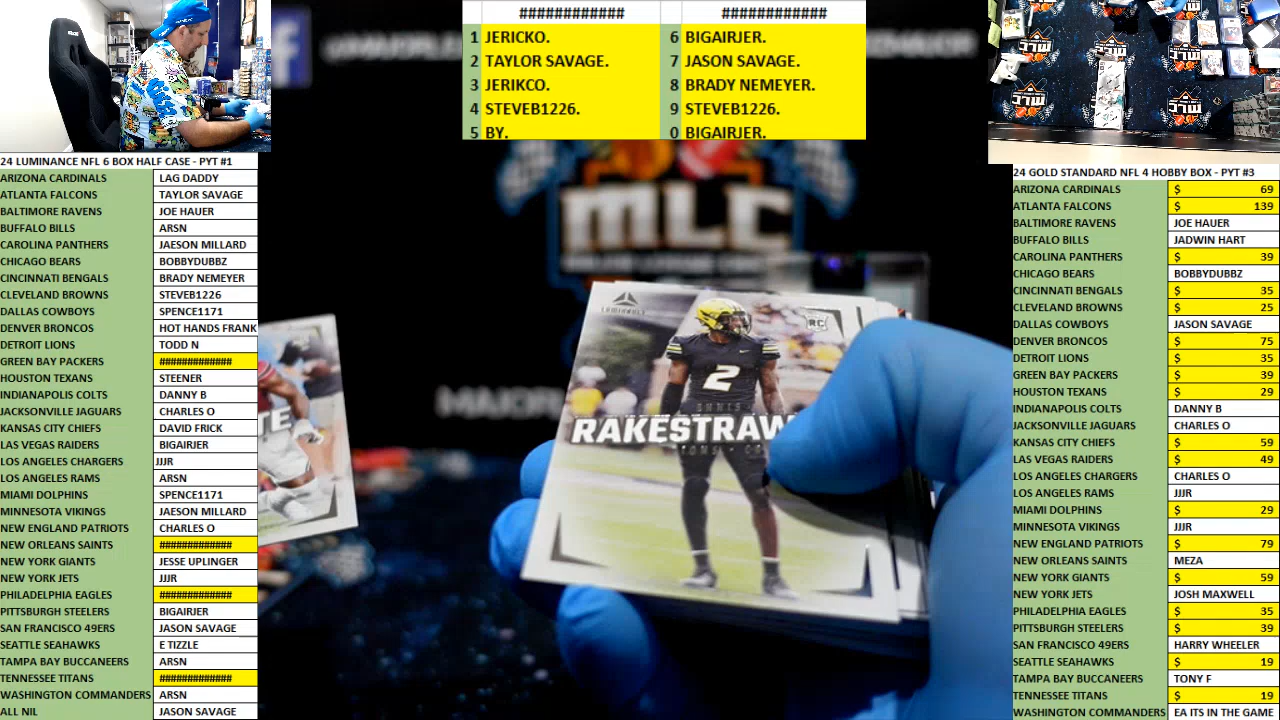 ############ ############
1 JERICKO. 6 BIGAIRJER.
2 TAYLOR SAVAGE. 7 JASON SAVAGE.
3 JERIKCO. 8 BRADY NEMEYER.
4 STEVEB1226. 9 STEVEB1226.
5 BY. 0 BIGAIRJER.
24 LUMINANCE NFL 6 BOX HALF CASE - PYT #1
ARIZONA CARDINALS LAG DADDY
ATLANTA FALCONS TAYLOR SAVAGE
BALTIMORE RAVENS JOE HAUER
BUFFALO BILLS ARSN
CAROLINA PANTHERS JAESON MILLARD
CHICAGO BEARS BOBBYDUBBZ
CINCINNATI BENGALS BRADY NEMEYER
CLEVELAND BROWNS STEVEB1226
DALLAS COWBOYS SPENCE1171
DENVER BRONCOS HOT HANDS FRANK
DETROIT LIONS TODD N
GREEN BAY PACKERS #############
HOUSTON TEXANS STEENER
INDIANAPOLIS COLTS DANNY B
JACKSONVILLE JAGUARS CHARLES O
KANSAS CITY CHIEFS DAVID FRICK
LAS VEGAS RAIDERS BIGAIRJER
LOS ANGELES CHARGERS JJJR
LOS ANGELES RAMS ARSN
MIAMI DOLPHINS SPENCE1171
MINNESOTA VIKINGS JAESON MILLARD
NEW ENGLAND PATRIOTS CHARLES O
NEW ORLEANS SAINTS #############
NEW YORK GIANTS JESSE UPLINGER
NEW YORK JETS JJJR
PHILADELPHIA EAGLES #############
PITTSBURGH STEELERS BIGAIRJER
SAN FRANCISCO 49ERS JASON SAVAGE
SEATTLE SEAHAWKS E TIZZLE
TAMPA BAY BUCCANEERS ARSN
TENNESSEE TITANS #############
WASHINGTON COMMANDERS ARSN
ALL NIL JASON SAVAGE
MLC
LUMINANCE
RC
2
RAKESTRAW
24 GOLD STANDARD NFL 4 HOBBY BOX - PYT #3
ARIZONA CARDINALS $ 69
ATLANTA FALCONS $ 139
BALTIMORE RAVENS JOE HAUER
BUFFALO BILLS JADWIN HART
CAROLINA PANTHERS $ 39
CHICAGO BEARS BOBBYDUBBZ
CINCINNATI BENGALS $ 35
CLEVELAND BROWNS $ 25
DALLAS COWBOYS JASON SAVAGE
DENVER BRONCOS $ 75
DETROIT LIONS $ 35
GREEN BAY PACKERS $ 39
HOUSTON TEXANS $ 29
INDIANAPOLIS COLTS DANNY B
JACKSONVILLE JAGUARS CHARLES O
KANSAS CITY CHIEFS $ 59
LAS VEGAS RAIDERS $ 49
LOS ANGELES CHARGERS CHARLES O
LOS ANGELES RAMS JJJR
MIAMI DOLPHINS $ 29
MINNESOTA VIKINGS JJJR
NEW ENGLAND PATRIOTS $ 79
NEW ORLEANS SAINTS MEZA
NEW YORK GIANTS $ 59
NEW YORK JETS JOSH MAXWELL
PHILADELPHIA EAGLES $ 35
PITTSBURGH STEELERS $ 39
SAN FRANCISCO 49ERS HARRY WHEELER
SEATTLE SEAHAWKS $ 19
TAMPA BAY BUCCANEERS TONY F
TENNESSEE TITANS $ 19
WASHINGTON COMMANDERS EA ITS IN THE GAME